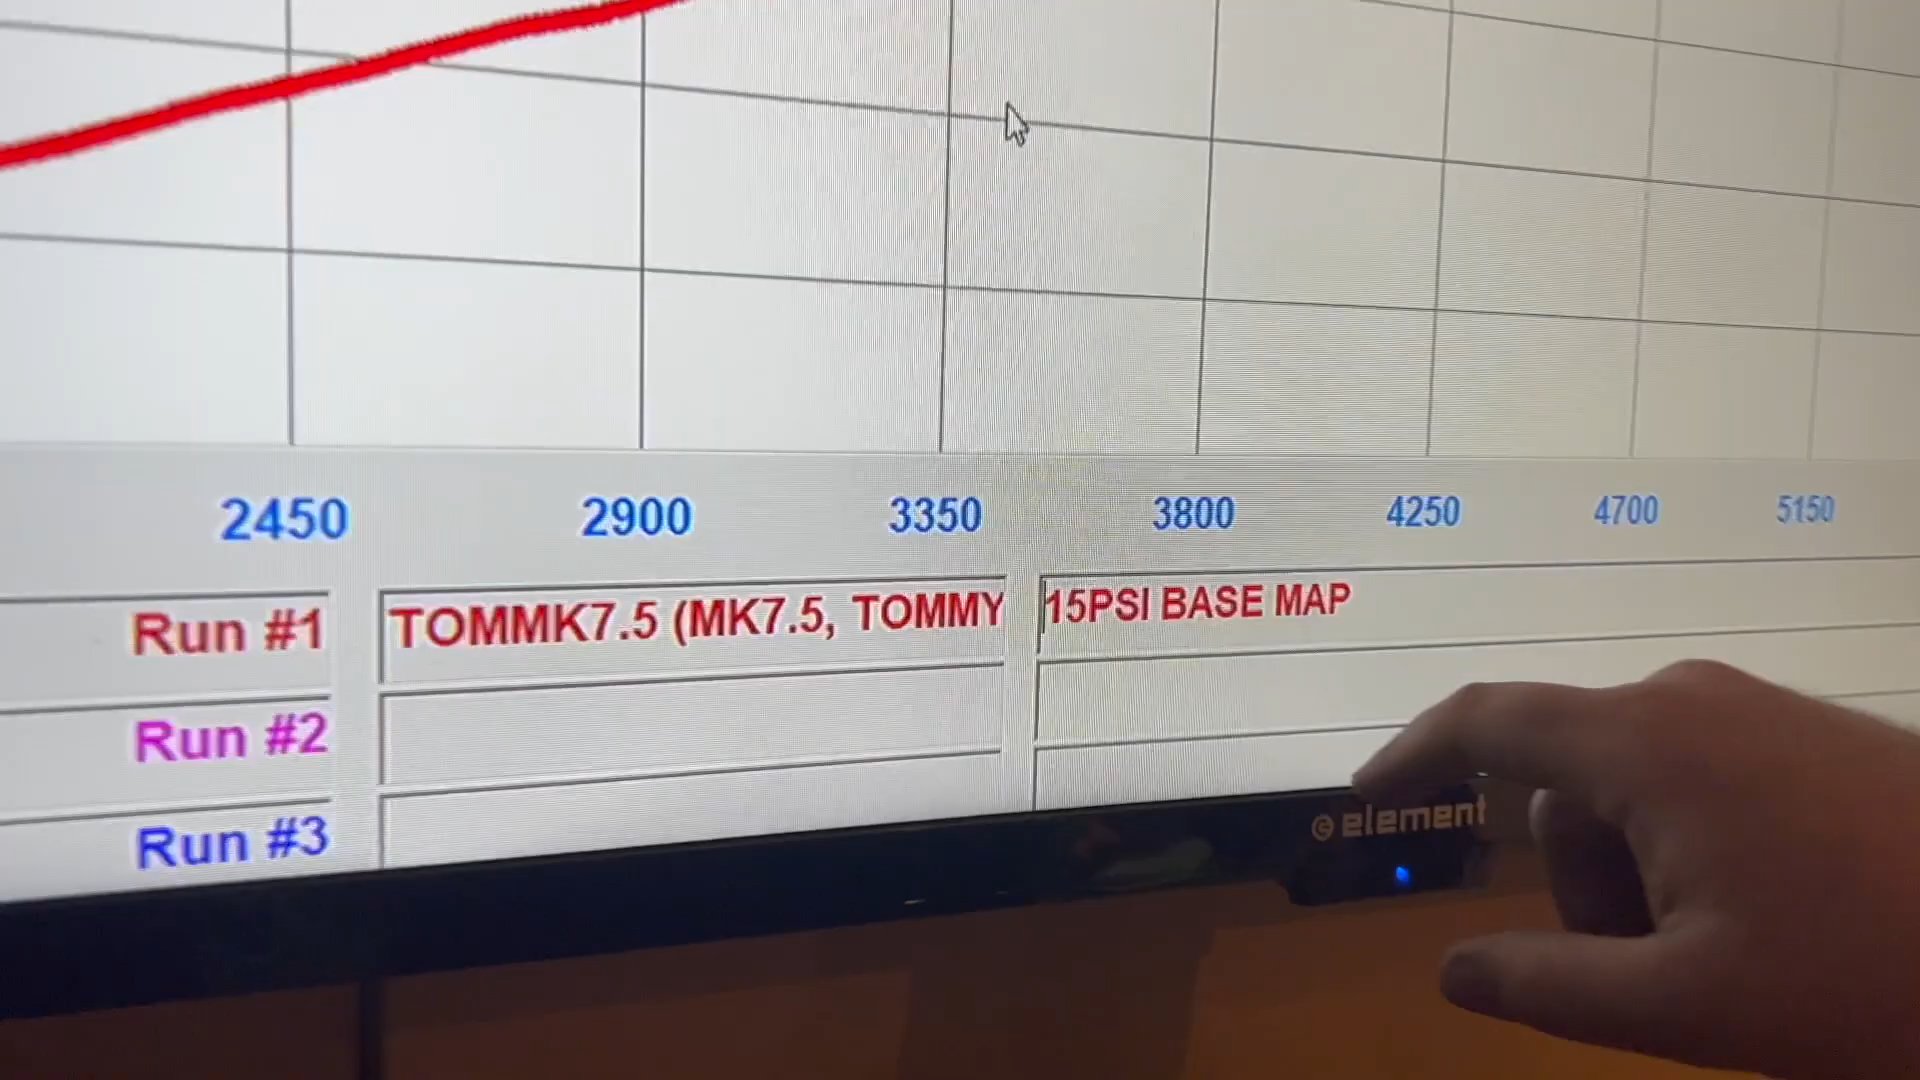 2450 2900 3350 3800 4250 4700 5150
Run #1 TOMMK7.5 (MK7.5, TOMMY 15PSI BASE MAP
Run #2
Run #3
element